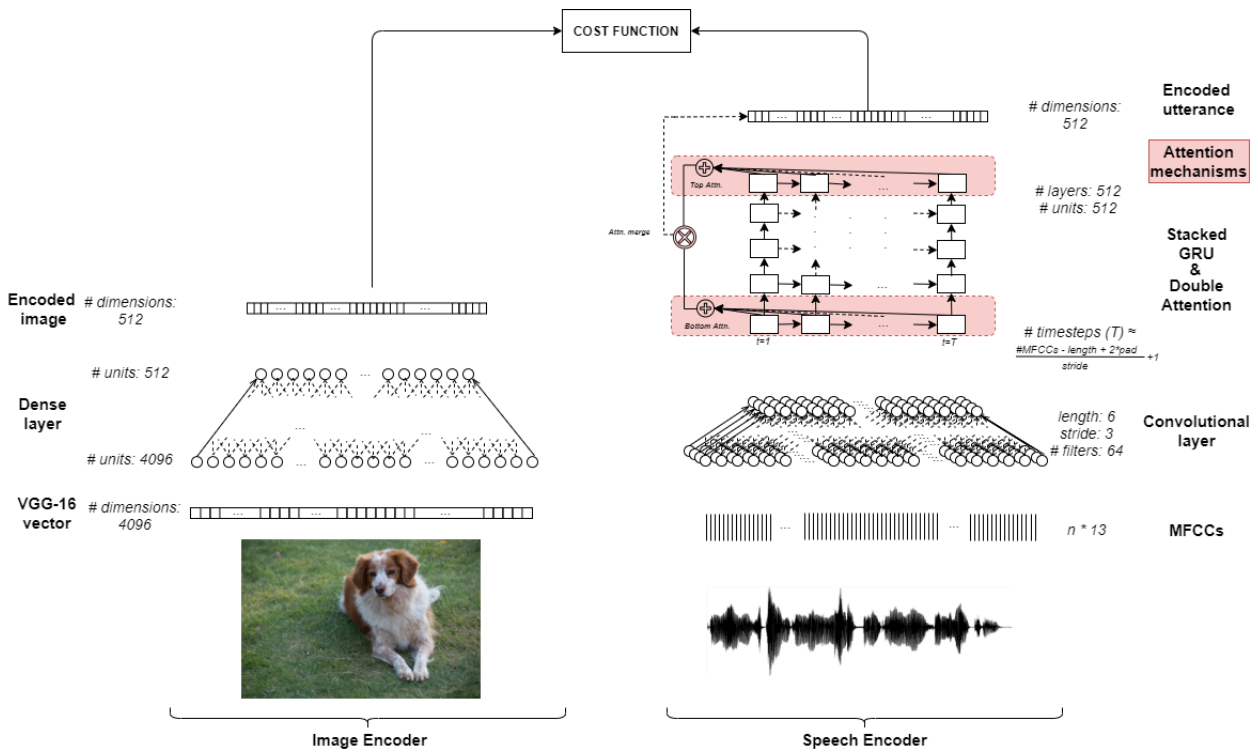 COST FUNCTION
Encoded
image
# dimensions:
512
...
...
...
# units: 512
...
Dense
layer
...
...
# units: 4096
...
...
VGG-16
vector
# dimensions:
4096
...
...
...
Image Encoder
# dimensions:
512
Encoded
utterance
...
...
...
Attention
mechanisms
Top Attn.
...
# layers: 512
# units: 512
Attn. merge
Stacked
GRU
&
Double
Attention
...
Bottom Attn.
...
t=1
t=T
# timesteps (T) ≈
#MFCCs - length + 2*pad
stride
+1
length: 6
stride: 3
# filters: 64
Convolutional
layer
...
...
n * 13
MFCCs
Speech Encoder